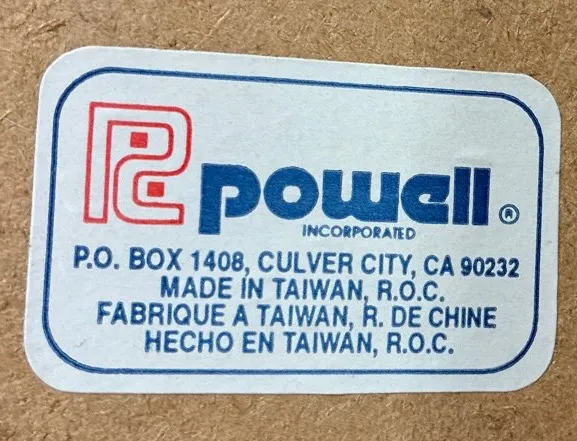 powell ®
INCORPORATED
P.O. BOX 1408, CULVER CITY, CA 90232
MADE IN TAIWAN, R.O.C.
FABRIQUE A TAIWAN, R. DE CHINE
HECHO EN TAIWAN, R.O.C.